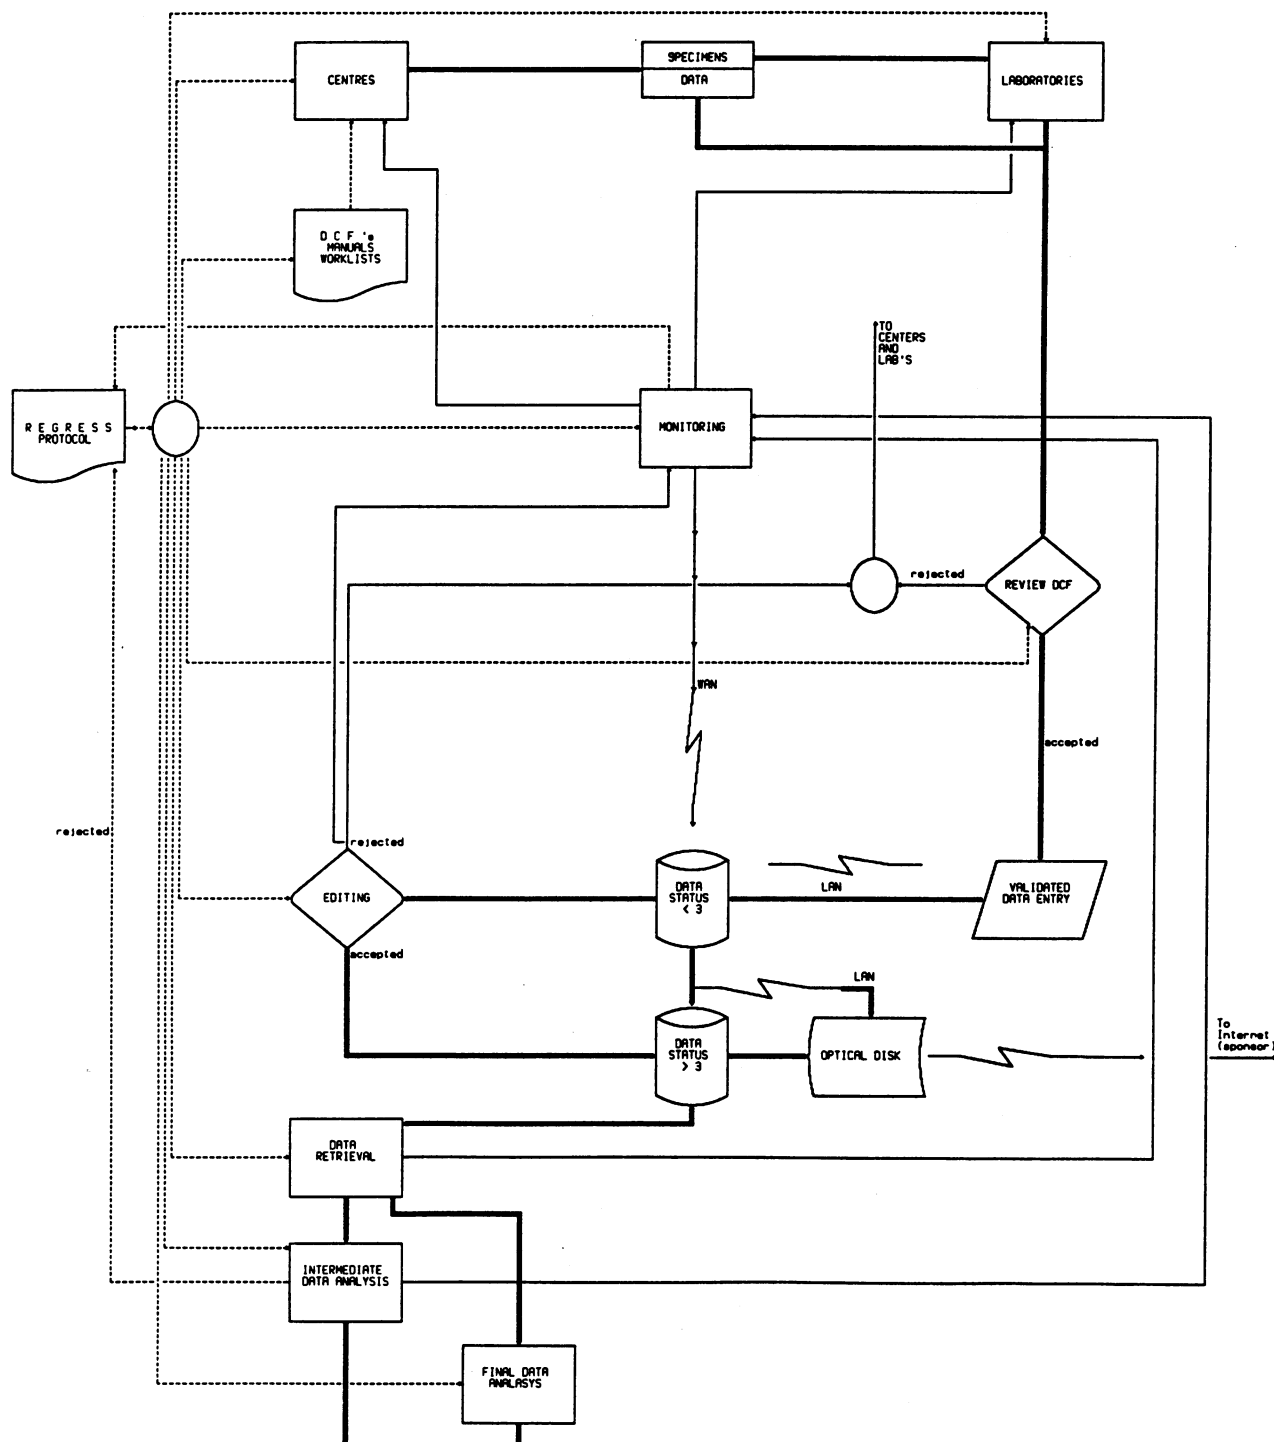 SPECIMENS
CENTRES
DATA
LABORATORIES
D C F 's
MANUALS
WORKLISTS
TO
CENTERS
AND
LAB'S
R E G R E S S
PROTOCOL
MONITORING
rejected
REVIEW DCF
WAN
accepted
rejected
rejected
EDITING
DATA
STATUS
< 3
LAN
VALIDATED
DATA ENTRY
accepted
LAN
To
Internet
(sponsor)
DATA
STATUS
> 3
OPTICAL DISK
DATA
RETRIEVAL
INTERMEDIATE
DATA ANALYSIS
FINAL DATA
ANALASYS